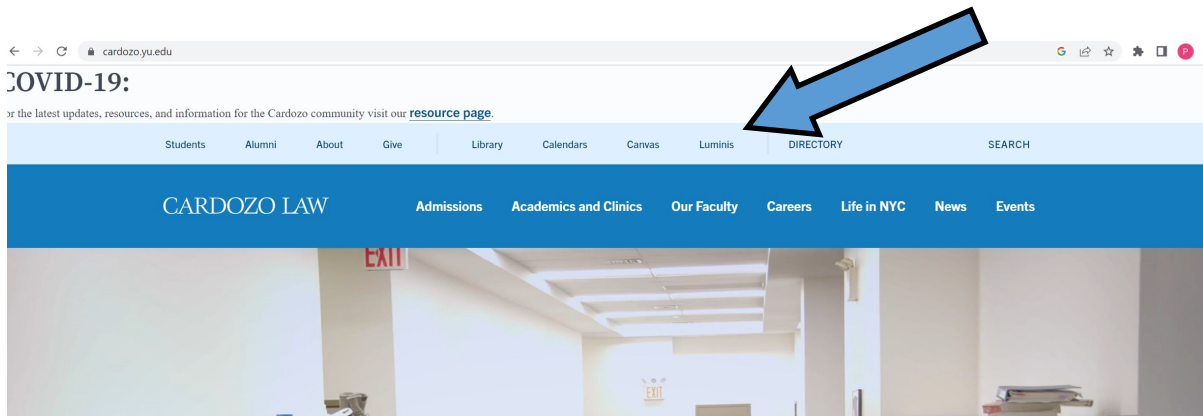 cardozo.yu.edu
COVID-19:
or the latest updates, resources, and information for the Cardozo community visit our resource page.
Students Alumni About Give Library Calendars Canvas Luminis DIRECTORY SEARCH
CARDOZO LAW Admissions Academics and Clinics Our Faculty Careers Life in NYC News Events
EXIT
EXIT